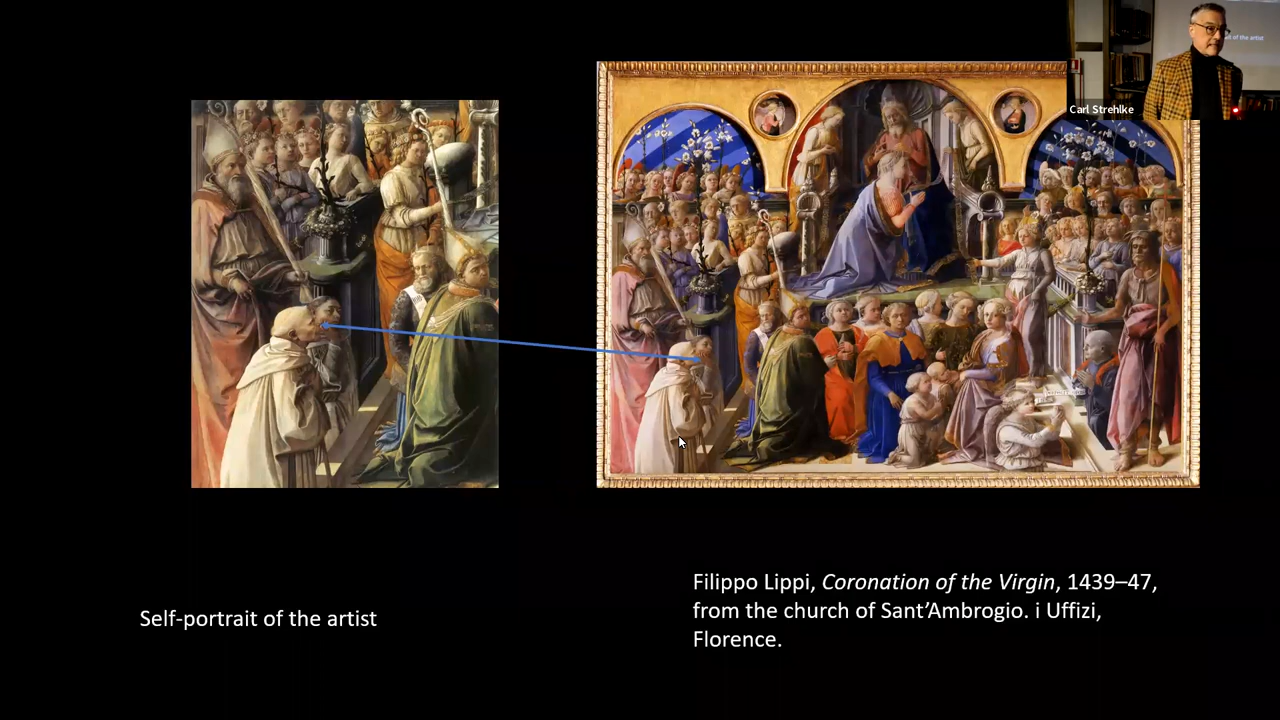 Carl Strehlke
Self-portrait of the artist
Filippo Lippi, Coronation of the Virgin, 1439–47,
from the church of Sant’Ambrogio. i Uffizi,
Florence.